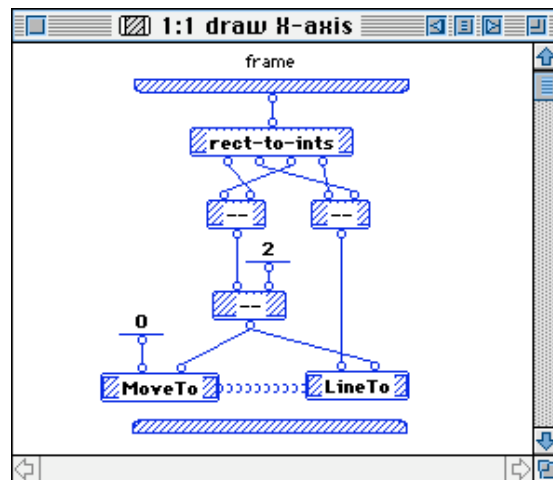 1:1 draw X-axis
frame
rect-to-ints
-- --
2
--
0
MoveTo LineTo